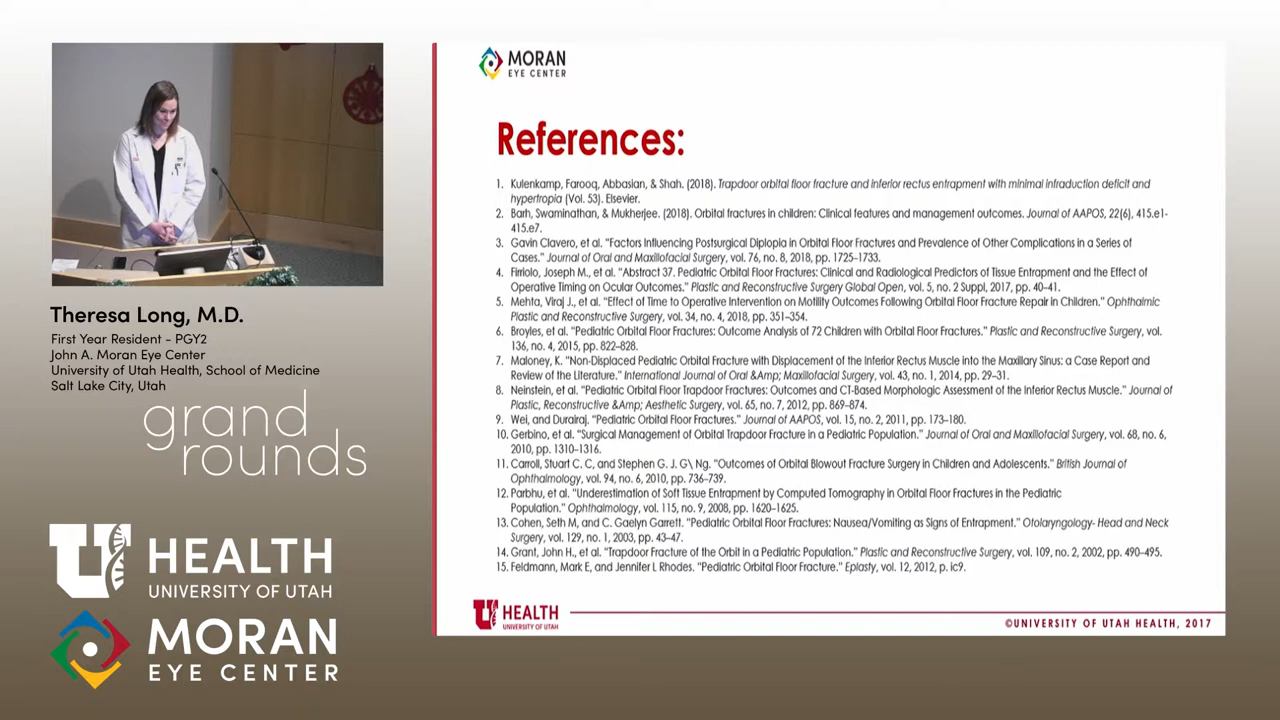 MORAN
EYE CENTER
References:
1. Kulenkamp, Farooq, Abbasian, & Shah. (2018). Trapdoor orbital floor fracture and inferior rectus entrapment with minimal infraduction deficit and
hypertropia (Vol. 53). Elsevier.
2. Barh, Swaminathan, & Mukherjee. (2018). Orbital fractures in children: Clinical features and management outcomes. Journal of AAPOS, 22(6), 415.e1-
415.e7.
3. Gavin Clavero, et al. "Factors Influencing Postsurgical Diplopia in Orbital Floor Fractures and Prevalence of Other Complications in a Series of
Cases." Journal of Oral and Maxillofacial Surgery, vol. 76, no. 8, 2018, pp. 1725–1733.
4. Firriolo, Joseph M., et al. "Abstract 37. Pediatric Orbital Floor Fractures: Clinical and Radiological Predictors of Tissue Entrapment and the Effect of
Operative Timing on Ocular Outcomes." Plastic and Reconstructive Surgery Global Open, vol. 5, no. 2 Suppl, 2017, pp. 40–41.
5. Mehta, Viraj J., et al. "Effect of Time to Operative Intervention on Motility Outcomes Following Orbital Floor Fracture Repair in Children." Ophthalmic
Plastic and Reconstructive Surgery, vol. 34, no. 4, 2018, pp. 351–354.
6. Broyles, et al. "Pediatric Orbital Floor Fractures: Outcome Analysis of 72 Children with Orbital Floor Fractures." Plastic and Reconstructive Surgery, vol.
136, no. 4, 2015, pp. 822–828.
7. Maloney, K. "Non-Displaced Pediatric Orbital Fracture with Displacement of the Inferior Rectus Muscle into the Maxillary Sinus: a Case Report and
Review of the Literature." International Journal of Oral &Amp; Maxillofacial Surgery, vol. 43, no. 1, 2014, pp. 29–31.
8. Neinstein, et al. "Pediatric Orbital Floor Trapdoor Fractures: Outcomes and CT-Based Morphologic Assessment of the Inferior Rectus Muscle." Journal of
Plastic, Reconstructive &Amp; Aesthetic Surgery, vol. 65, no. 7, 2012, pp. 869–874.
9. Wei, and Durairaj. "Pediatric Orbital Floor Fractures." Journal of AAPOS, vol. 15, no. 2, 2011, pp. 173–180.
10. Gerbino, et al. "Surgical Management of Orbital Trapdoor Fracture in a Pediatric Population." Journal of Oral and Maxillofacial Surgery, vol. 68, no. 6,
2010, pp. 1310–1316.
11. Carroll, Stuart C. C, and Stephen G. J. G\ Ng. "Outcomes of Orbital Blowout Fracture Surgery in Children and Adolescents." British Journal of
Ophthalmology, vol. 94, no. 6, 2010, pp. 736–739.
12. Parbhu, et al. "Underestimation of Soft Tissue Entrapment by Computed Tomography in Orbital Floor Fractures in the Pediatric
Population." Ophthalmology, vol. 115, no. 9, 2008, pp. 1620–1625.
13. Cohen, Seth M, and C. Gaelyn Garrett. "Pediatric Orbital Floor Fractures: Nausea/Vomiting as Signs of Entrapment." Otolaryngology- Head and Neck
Surgery, vol. 129, no. 1, 2003, pp. 43–47.
14. Grant, John H., et al. "Trapdoor Fracture of the Orbit in a Pediatric Population." Plastic and Reconstructive Surgery, vol. 109, no. 2, 2002, pp. 490–495.
15. Feldmann, Mark E, and Jennifer L Rhodes. "Pediatric Orbital Floor Fracture." Eplasty, vol. 12, 2012, p. ic9.
U HEALTH
UNIVERSITY OF UTAH
©UNIVERSITY OF UTAH HEALTH, 2017
Theresa Long, M.D.
First Year Resident - PGY2
John A. Moran Eye Center
University of Utah Health, School of Medicine
Salt Lake City, Utah
grand
rounds
U HEALTH
UNIVERSITY OF UTAH
MORAN
EYE CENTER